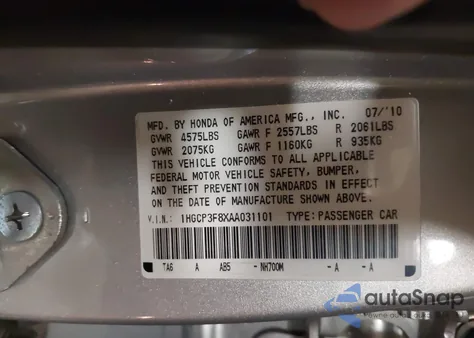 MFD. BY HONDA OF AMERICA MFG., INC. 07/'10
GVWR 4575LBS GAWR F 2557LBS R 2061LBS
GVWR 2075KG GAWR F 1160KG R 935KG
THIS VEHICLE CONFORMS TO ALL APPLICABLE
FEDERAL MOTOR VEHICLE SAFETY, BUMPER,
AND THEFT PREVENTION STANDARDS IN EFFECT
ON THE DATE OF MANUFACTURE SHOWN ABOVE.
V.I.N.: 1HGCP3F8XAA031101 TYPE: PASSENGER CAR
TA6 A AB5 - NH700M - A - A
autoSnap